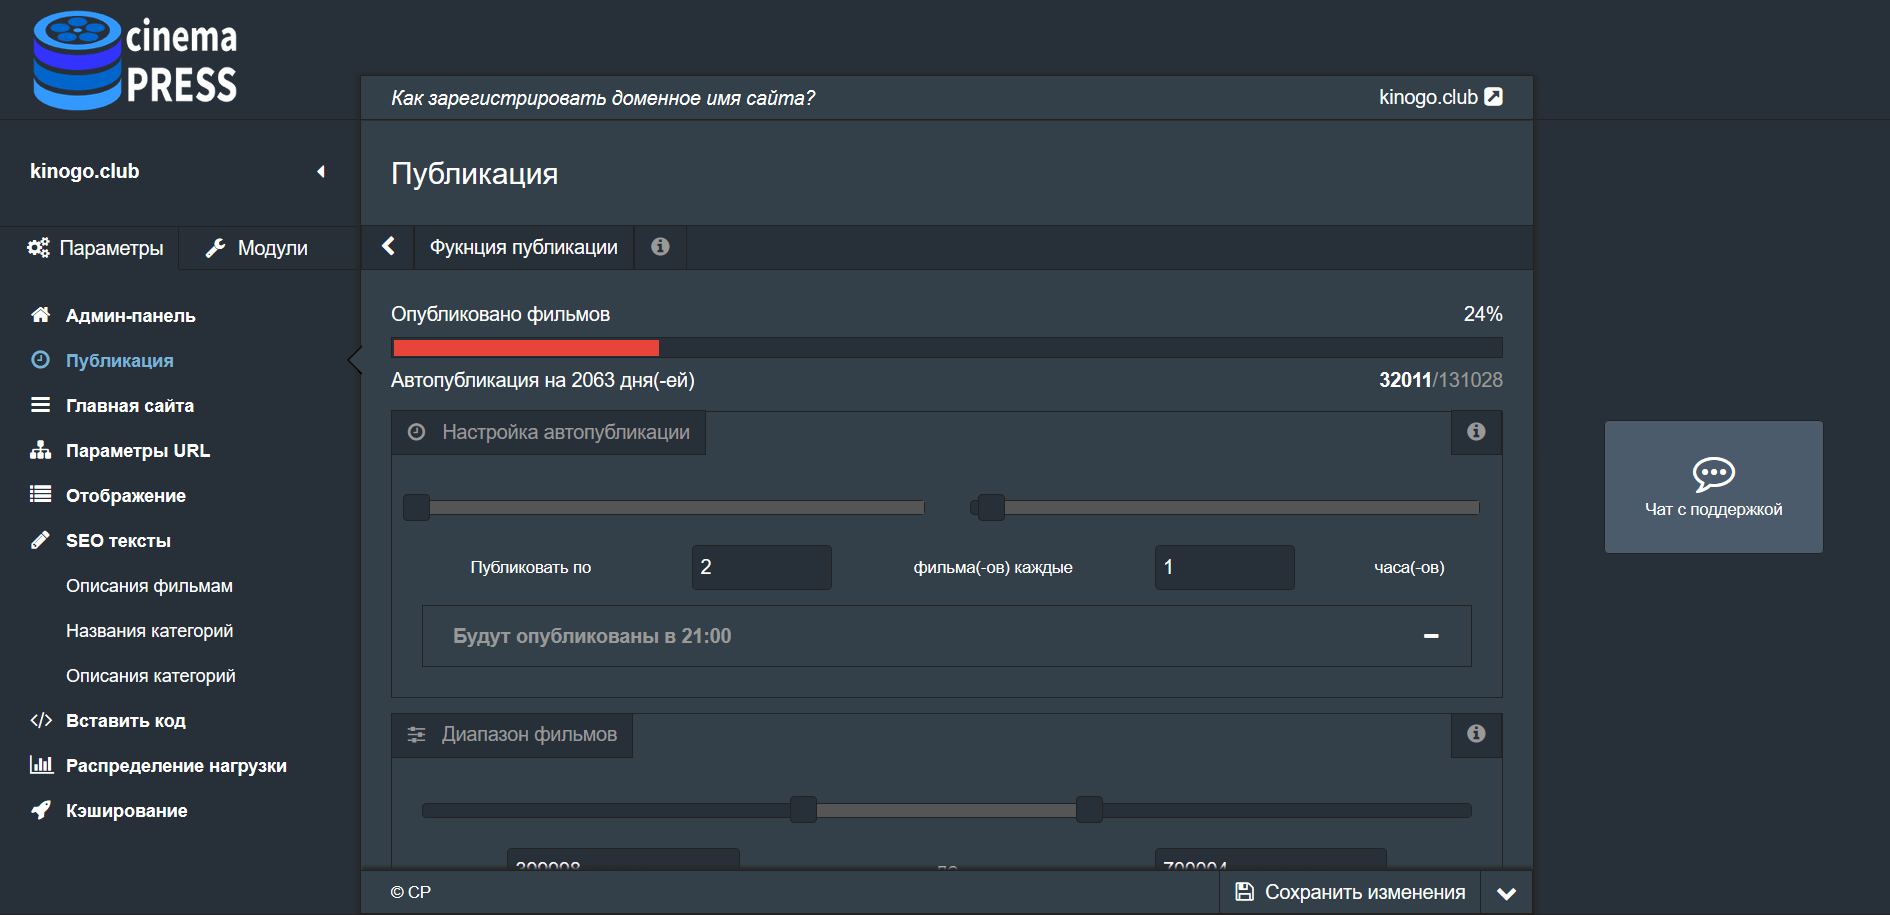 cinema
PRESS
Как зарегистрировать доменное имя сайта?
kinogo.club
kinogo.club
Параметры
Модули
Админ-панель
Публикация
Главная сайта
Параметры URL
Отображение
SEO тексты
Описания фильмам
Названия категорий
Описания категорий
Вставить код
Распределение нагрузки
Кэширование
Публикация
Фукнция публикации
Опубликовано фильмов
24%
Автопубликация на 2063 дня(-ей)
32011/131028
Настройка автопубликации
Публиковать по
2
фильма(-ов) каждые
1
часа(-ов)
Будут опубликованы в 21:00
Диапазон фильмов
© CP
Сохранить изменения
Чат с поддержкой